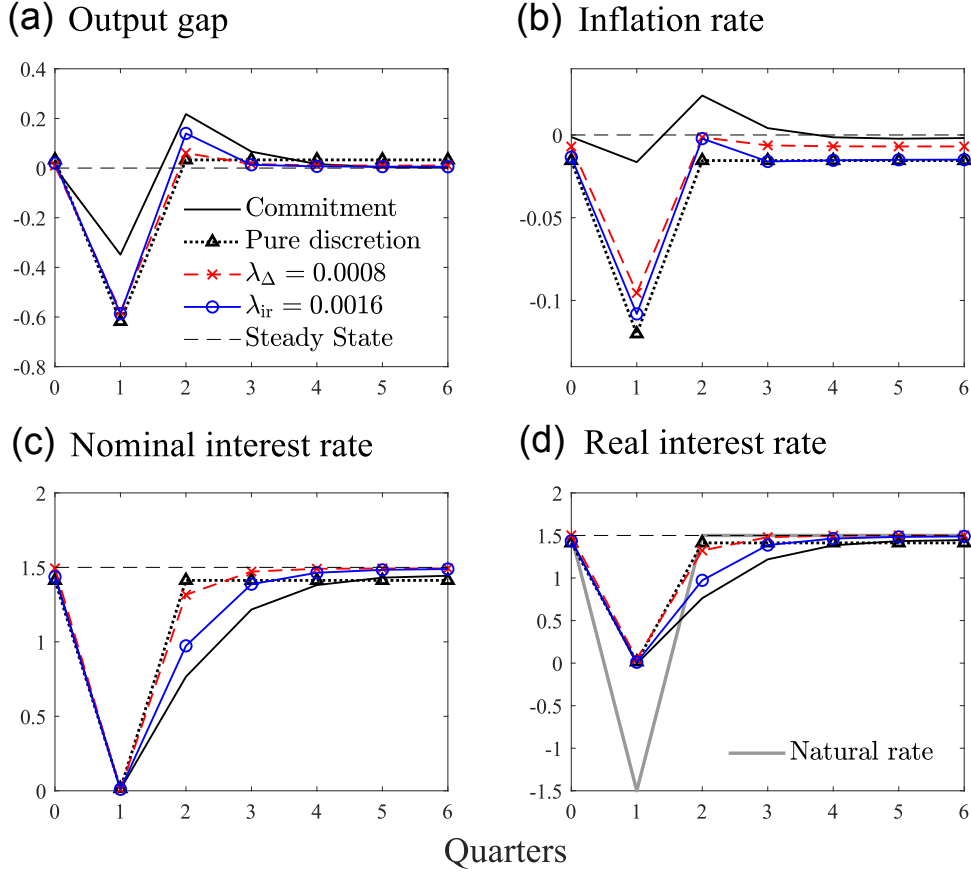 (a) Output gap
0.4
0.2
0
-0.2
-0.4
-0.6
-0.8
0 1 2 3 4 5 6
Commitment
Pure discretion
λ_Δ = 0.0008
λ_ir = 0.0016
Steady State
(b) Inflation rate
0
-0.05
-0.1
0 1 2 3 4 5 6
(c) Nominal interest rate
2
1.5
1
0.5
0
0 1 2 3 4 5 6
(d) Real interest rate
2
1.5
1
0.5
0
-0.5
-1
-1.5
0 1 2 3 4 5 6
Natural rate
Quarters